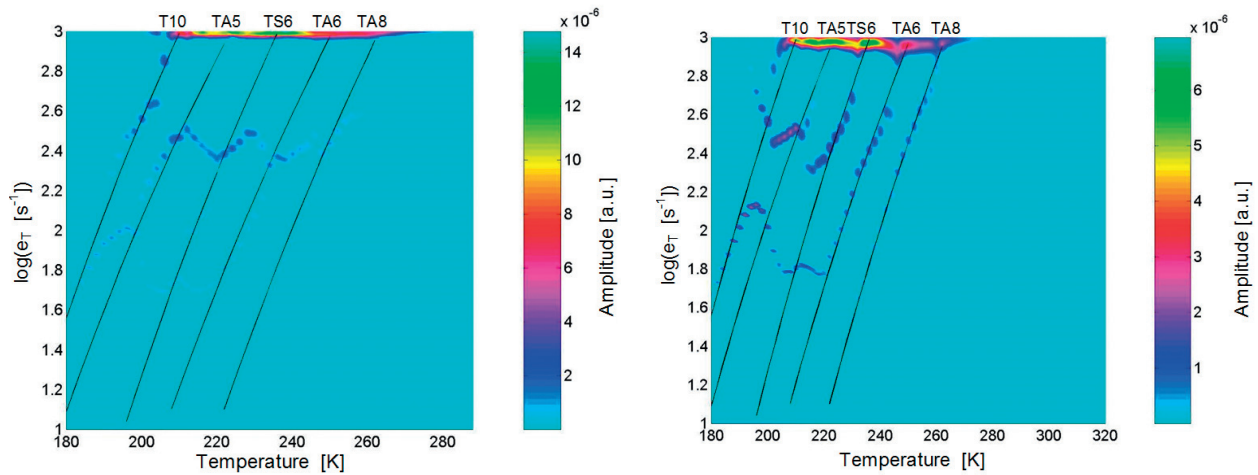 T10 TA5 TS6 TA6 TA8
x 10⁻⁶
3
2.8
2.6
2.4
2.2
2
1.8
1.6
1.4
1.2
1
log(eT [s⁻¹])
180 200 220 240 260 280
Temperature [K]
14
12
10
8
6
4
2
Amplitude [a.u.]
T10 TA5 TS6 TA6 TA8
x 10⁻⁶
3
2.8
2.6
2.4
2.2
2
1.8
1.6
1.4
1.2
1
log(eT [s⁻¹])
180 200 220 240 260 280 300 320
Temperature [K]
6
5
4
3
2
1
Amplitude [a.u.]